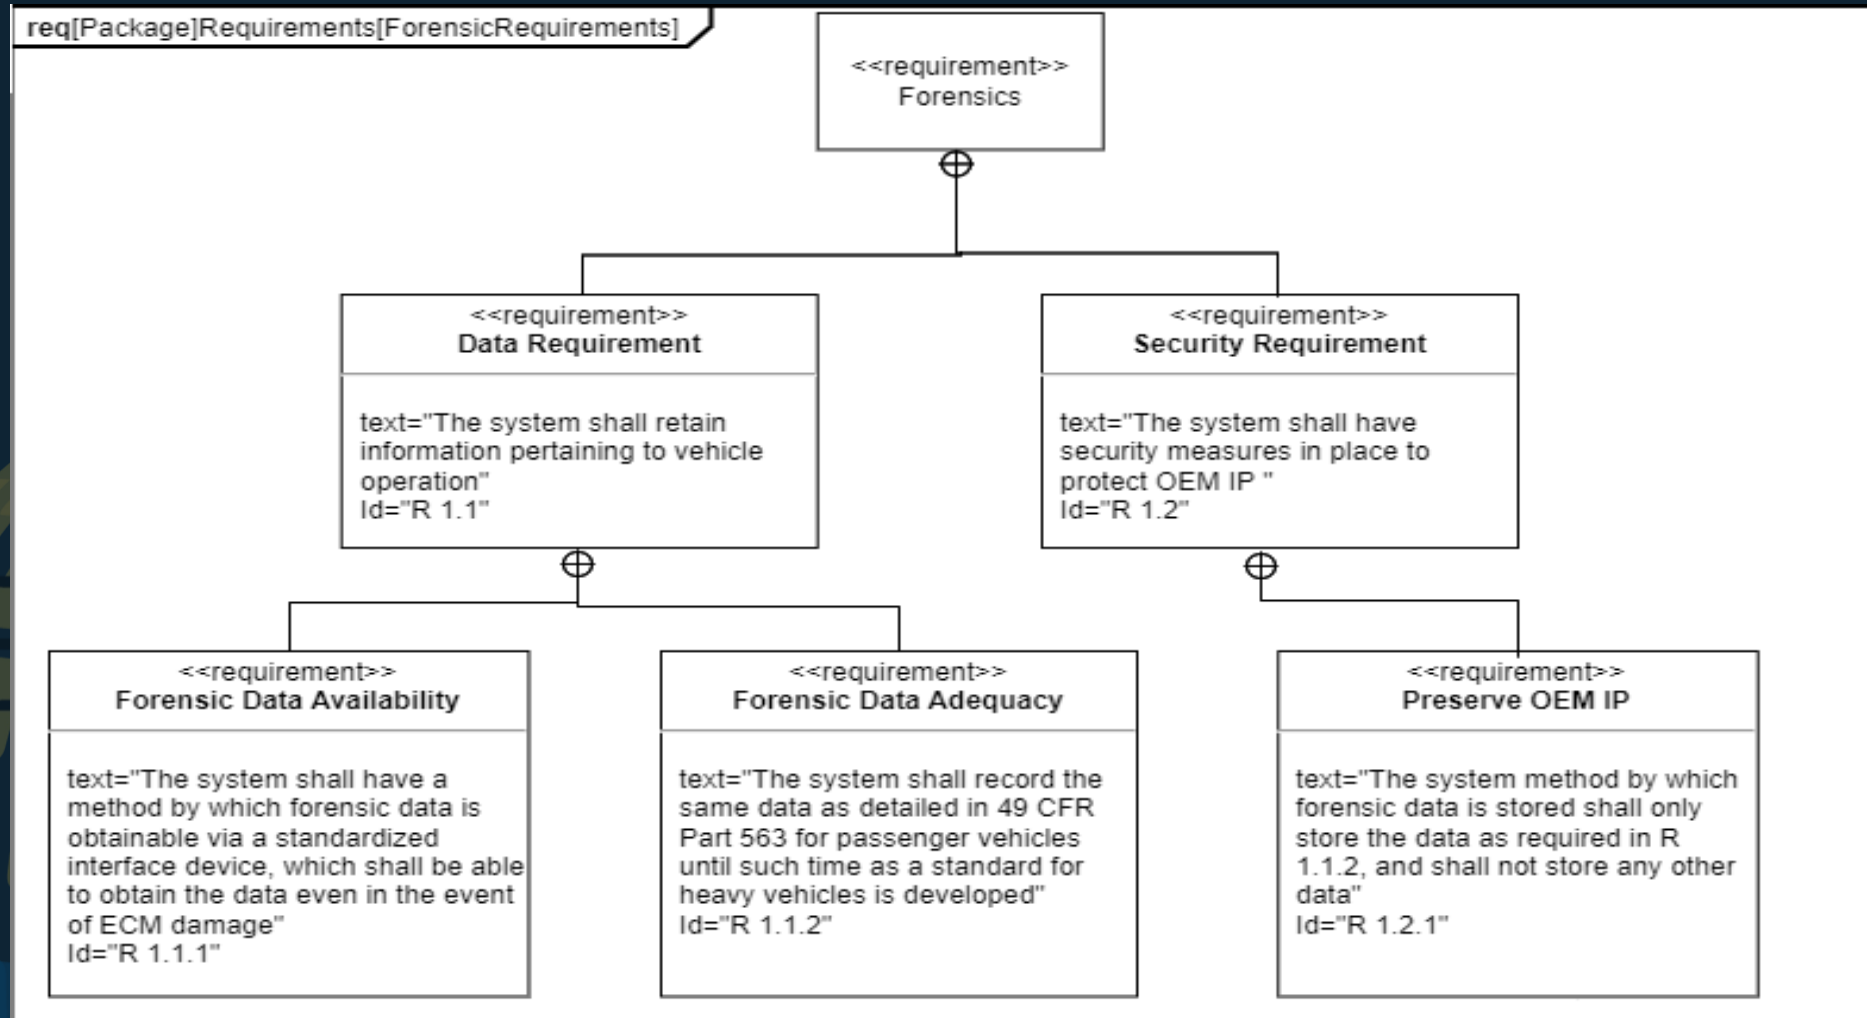 req[Package]Requirements[ForensicRequirements]
<<requirement>>
Forensics
<<requirement>>
Data Requirement
text="The system shall retain
information pertaining to vehicle
operation"
Id="R 1.1"
<<requirement>>
Security Requirement
text="The system shall have
security measures in place to
protect OEM IP "
Id="R 1.2"
<<requirement>>
Forensic Data Availability
text="The system shall have a
method by which forensic data is
obtainable via a standardized
interface device, which shall be able
to obtain the data even in the event
of ECM damage"
Id="R 1.1.1"
<<requirement>>
Forensic Data Adequacy
text="The system shall record the
same data as detailed in 49 CFR
Part 563 for passenger vehicles
until such time as a standard for
heavy vehicles is developed"
Id="R 1.1.2"
<<requirement>>
Preserve OEM IP
text="The system method by which
forensic data is stored shall only
store the data as required in R
1.1.2, and shall not store any other
data"
Id="R 1.2.1"